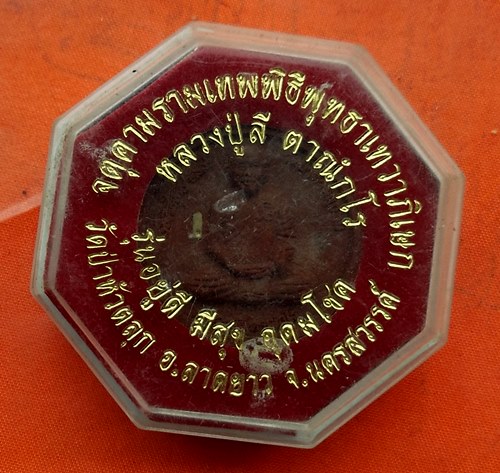 จตุคามรามเทพพิธีพุทธาเทวาภิเษก
หลวงปู่ลี ตาณํกโร
รุ่นอยู่ดี มีสุข อุดมโชค
วัดป่าหัวตลุก อ.ลาดยาว จ.นครสวรรค์